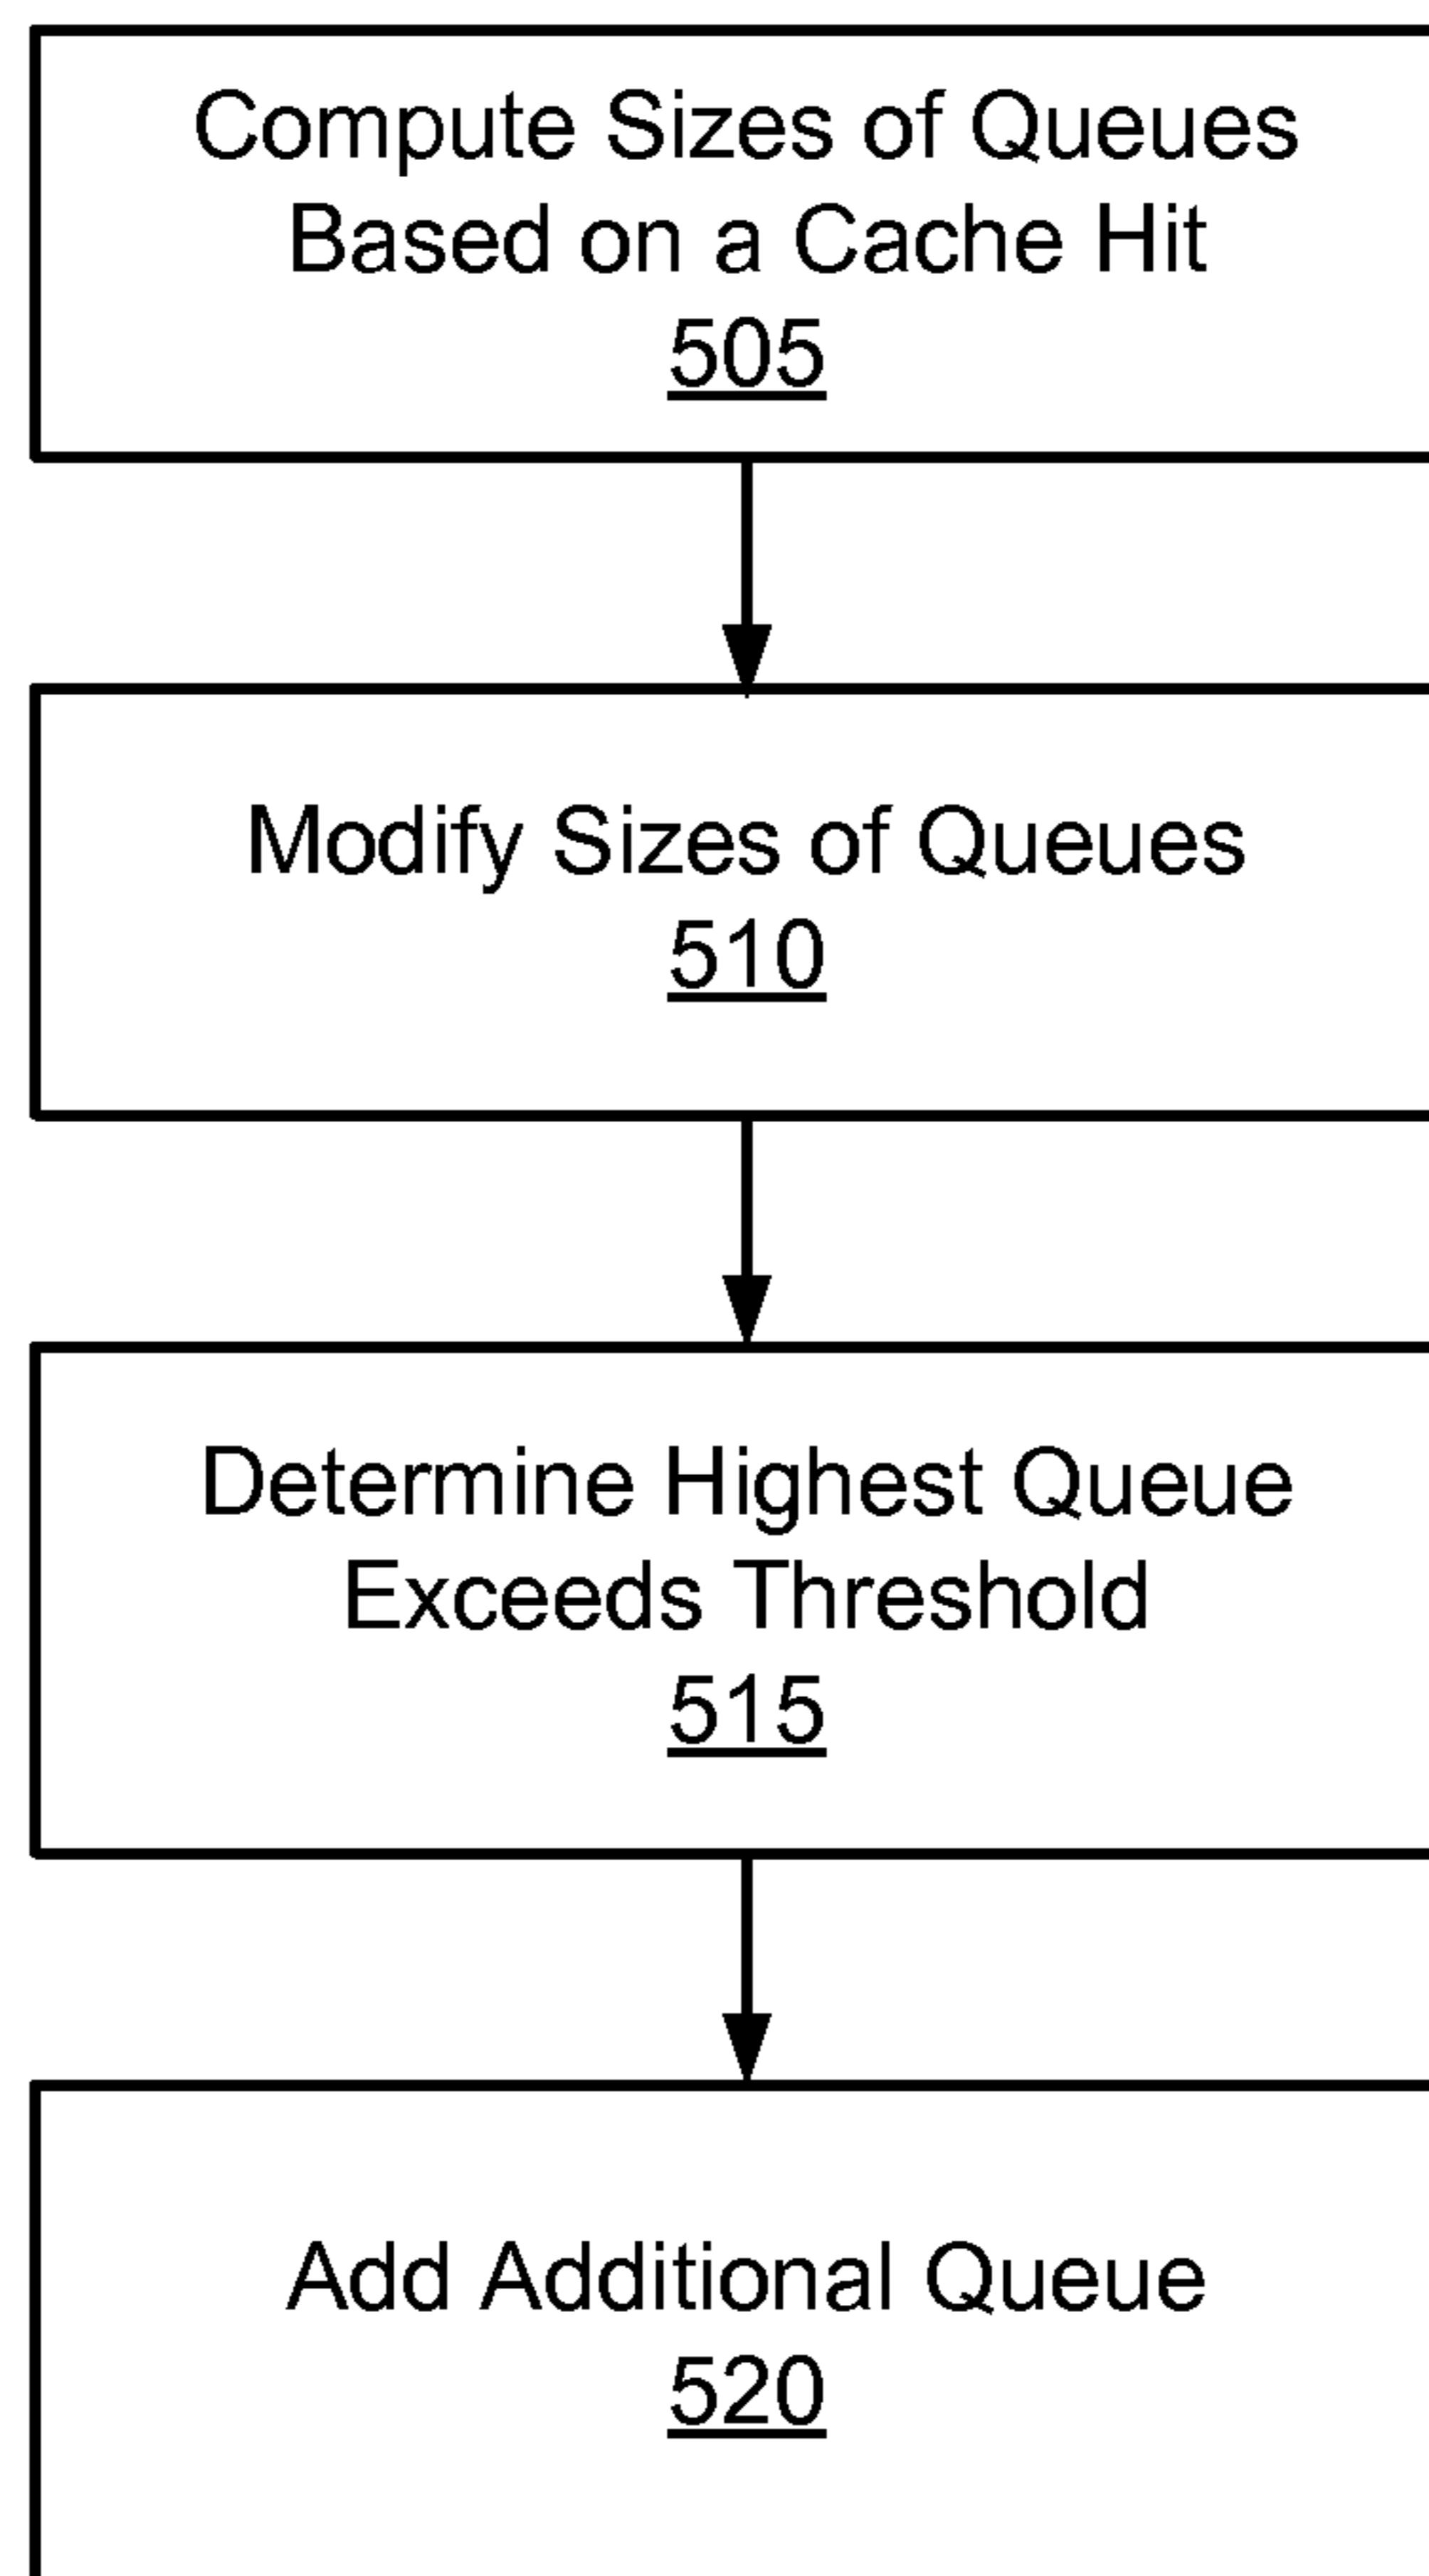 Compute Sizes of Queues
Based on a Cache Hit
505
Modify Sizes of Queues
510
Determine Highest Queue
Exceeds Threshold
515
Add Additional Queue
520